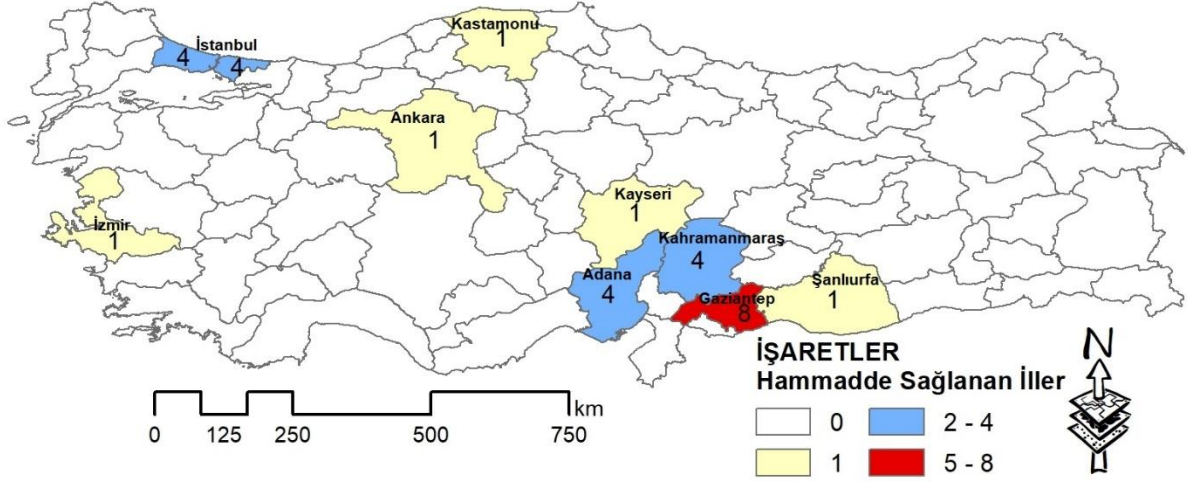 Kastamonu
1
İstanbul
4
4
Ankara
1
Kayseri
1
İzmir
1
Kahramanmaraş
4
Adana
4
Şanlıurfa
1
Gaziantep
8
İŞARETLER
Hammadde Sağlanan İller
0
2 - 4
1
5 - 8
N
km
0 125 250 500 750